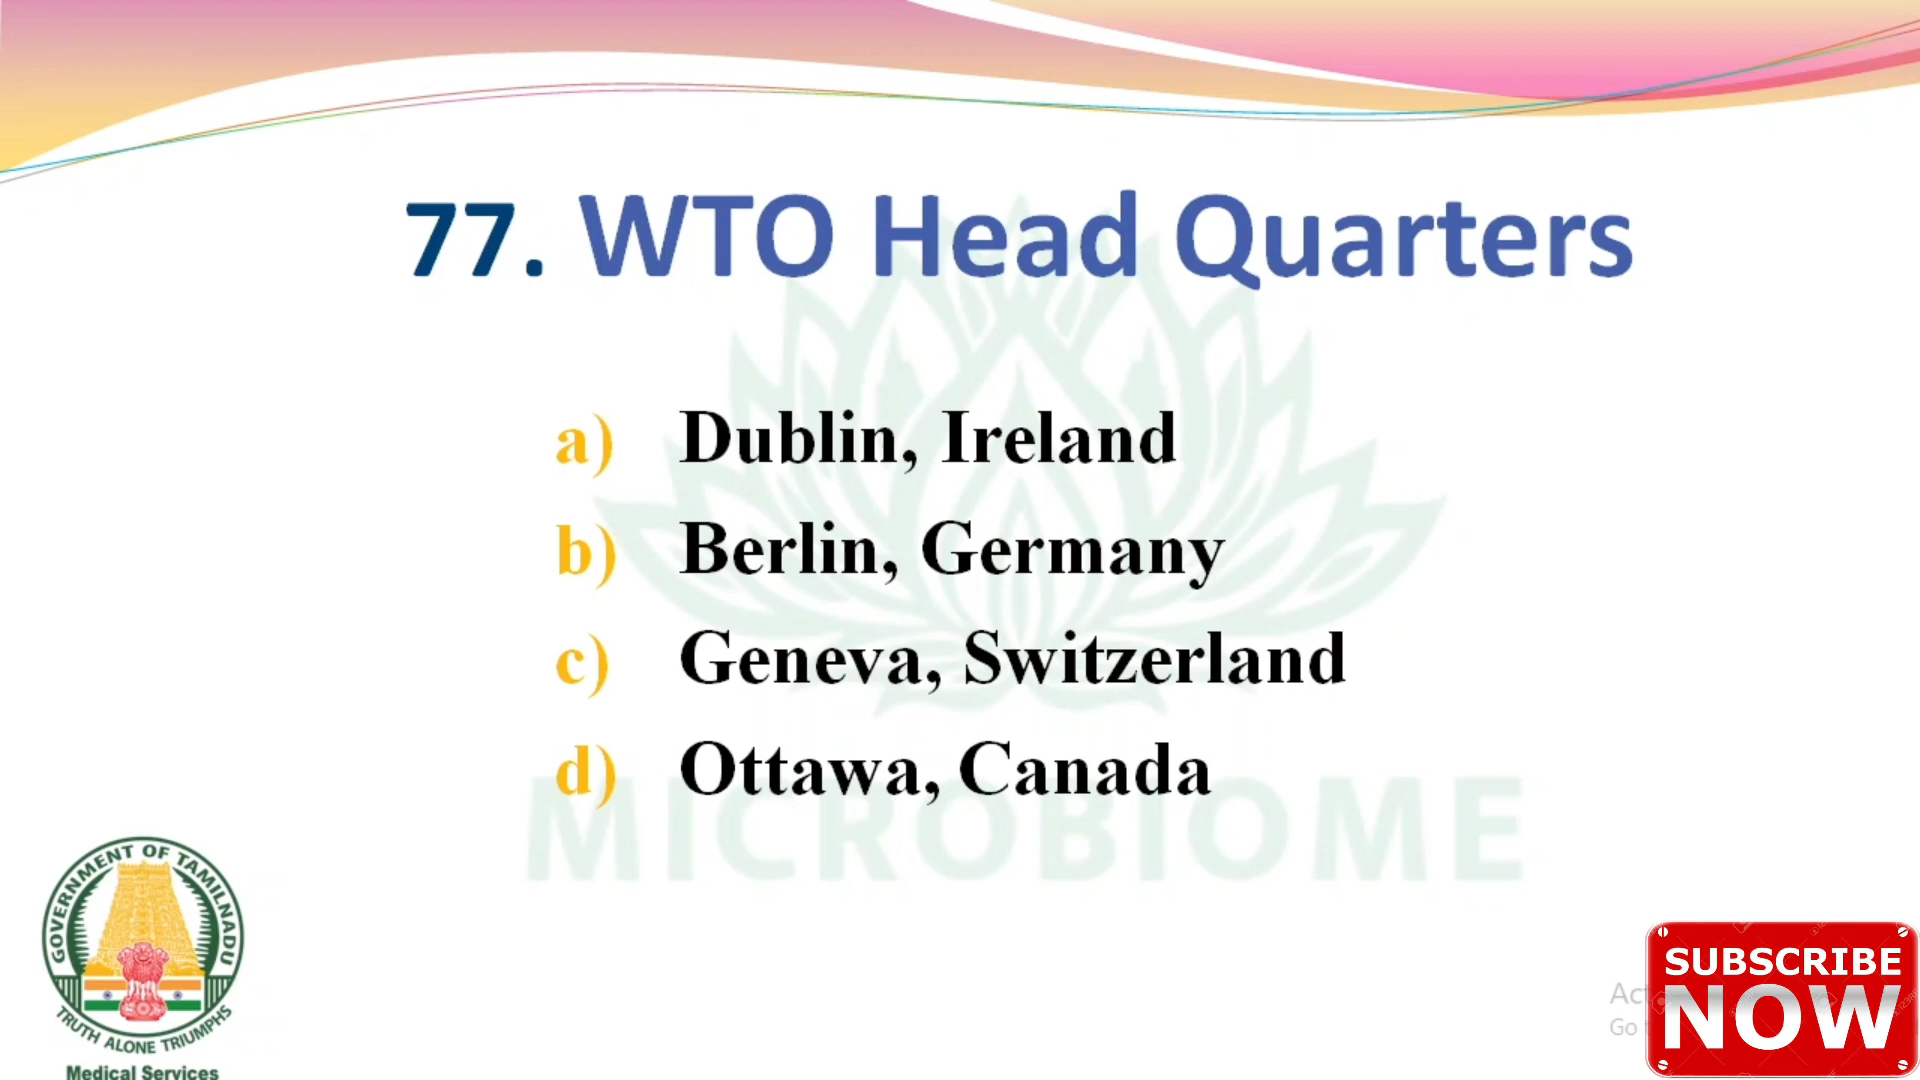 77. WTO Head Quarters
a) Dublin, Ireland
b) Berlin, Germany
c) Geneva, Switzerland
d) Ottawa, Canada
MICROBIOME
GOVERNMENT OF TAMILNADU
TRUTH ALONE TRIUMPHS
Medical Services
SUBSCRIBE
NOW